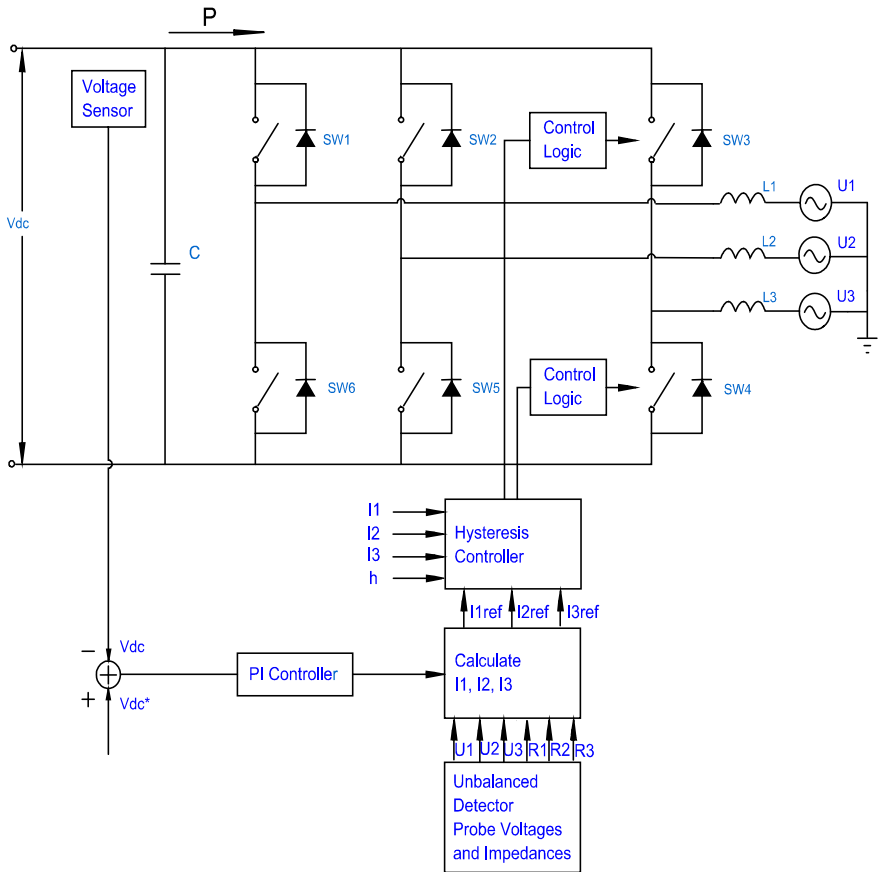 P
Voltage
Sensor
SW1
SW2
Control
Logic
SW3
L1
U1
Vdc
C
L2
U2
L3
U3
SW6
SW5
Control
Logic
SW4
I1
I2
I3
h
Hysteresis
Controller
I1ref
I2ref
I3ref
−
Vdc
+
Vdc*
PI Controller
Calculate
I1, I2, I3
U1
U2
U3
R1
R2
R3
Unbalanced
Detector
Probe Voltages
and Impedances